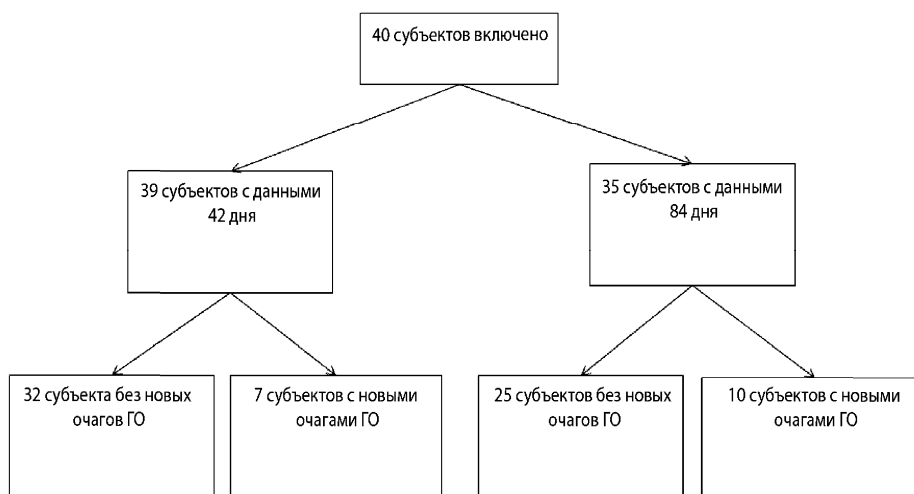 40 субъектов включено
39 субъектов с данными
42 дня
35 субъектов с данными
84 дня
32 субъекта без новых
очагов ГО
7 субъектов с новыми
очагами ГО
25 субъектов без новых
очагов ГО
10 субъектов с новыми
очагами ГО